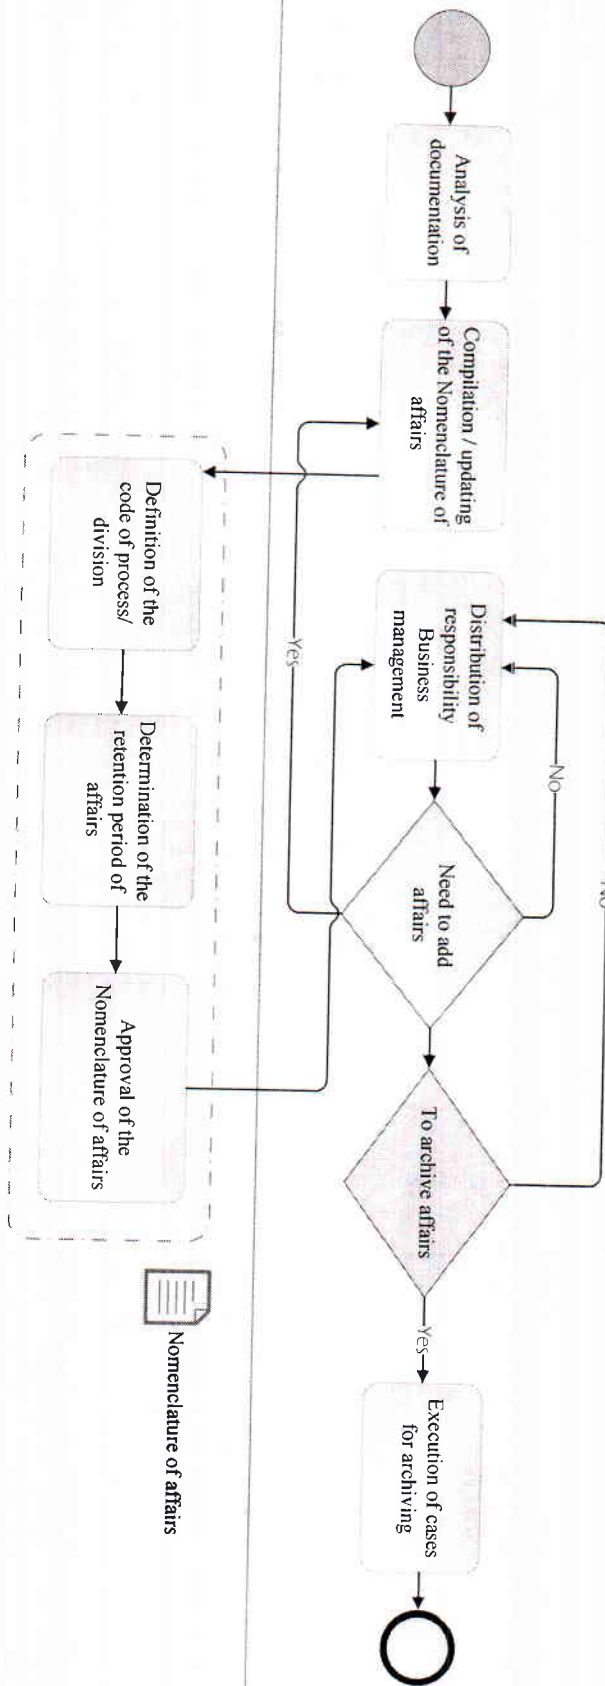 Analysis of
documentation
Compilation / updating
of the Nomenclature of
affairs
Distribution of
responsibility
Business
management
Need to add
affairs
No
Yes
No
To archive affairs
Yes
Execution of cases
for archiving
Definition of the
code of process/
division
Determination of the
retention period of
affairs
Approval of the
Nomenclature of affairs
Nomenclature of affairs